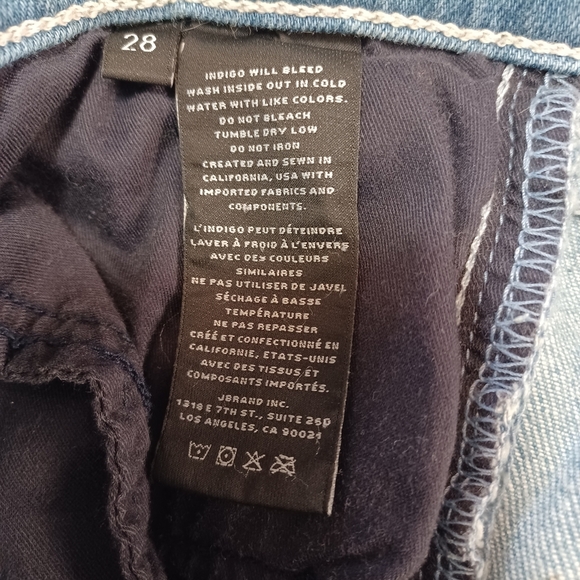 28
INDIGO WILL BLEED
WASH INSIDE OUT IN COLD
WATER WITH LIKE COLORS.
DO NOT BLEACH
TUMBLE DRY LOW
DO NOT IRON
CREATED AND SEWN IN
CALIFORNIA, USA WITH
IMPORTED FABRICS AND
COMPONENTS.
L'INDIGO PEUT DÉTEINDRE
LAVER À FROID À L'ENVERS
AVEC DES COULEURS
SIMILAIRES
NE PAS UTILISER DE JAVEL
SÉCHAGE À BASSE
TEMPÉRATURE
NE PAS REPASSER
CRÉÉ ET CONFECTIONNÉ EN
CALIFORNIE, ETATS-UNIS
AVEC DES TISSUS ET
COMPOSANTS IMPORTÉS.
JBRAND INC.
1318 E 7TH ST., SUITE 260
LOS ANGELES, CA 90021